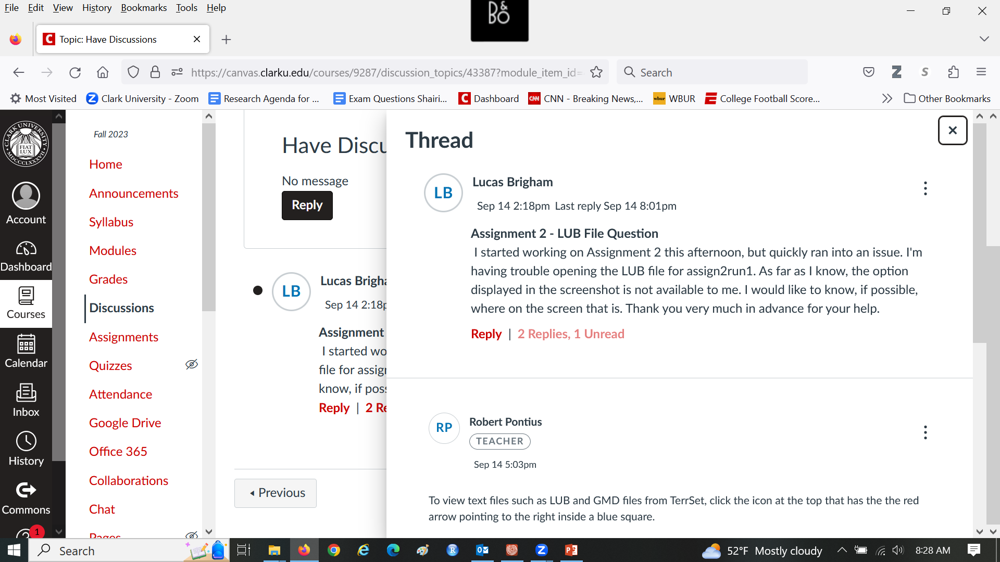 File Edit View History Bookmarks Tools Help
B&O
C Topic: Have Discussions
https://canvas.clarku.edu/courses/9287/discussion_topics/43387?module_item_id=
Search
Z S
Most Visited Clark University - Zoom Research Agenda for ... Exam Questions Shairi... Dashboard CNN - Breaking News,... WBUR College Football Score... Other Bookmarks
CLARK UNIVERSITY
FIAT LUX
MDCCCLXXXVII
Account
Dashboard
Courses
Calendar
Inbox
History
Commons
1
Fall 2023
Home
Announcements
Syllabus
Modules
Grades
Discussions
Assignments
Quizzes
Attendance
Google Drive
Office 365
Collaborations
Chat
Pages
Have Discu
No message
Reply
LB
Lucas Brigha
Sep 14 2:18p
Assignment
I started wo
file for assign
know, if poss
Reply | 2 Re
Previous
Thread
LB
Lucas Brigham
Sep 14 2:18pm Last reply Sep 14 8:01pm
Assignment 2 - LUB File Question
I started working on Assignment 2 this afternoon, but quickly ran into an issue. I'm
having trouble opening the LUB file for assign2run1. As far as I know, the option
displayed in the screenshot is not available to me. I would like to know, if possible,
where on the screen that is. Thank you very much in advance for your help.
Reply | 2 Replies, 1 Unread
RP
Robert Pontius
TEACHER
Sep 14 5:03pm
To view text files such as LUB and GMD files from TerrSet, click the icon at the top that has the the red
arrow pointing to the right inside a blue square.
Search
52°F Mostly cloudy
8:28 AM